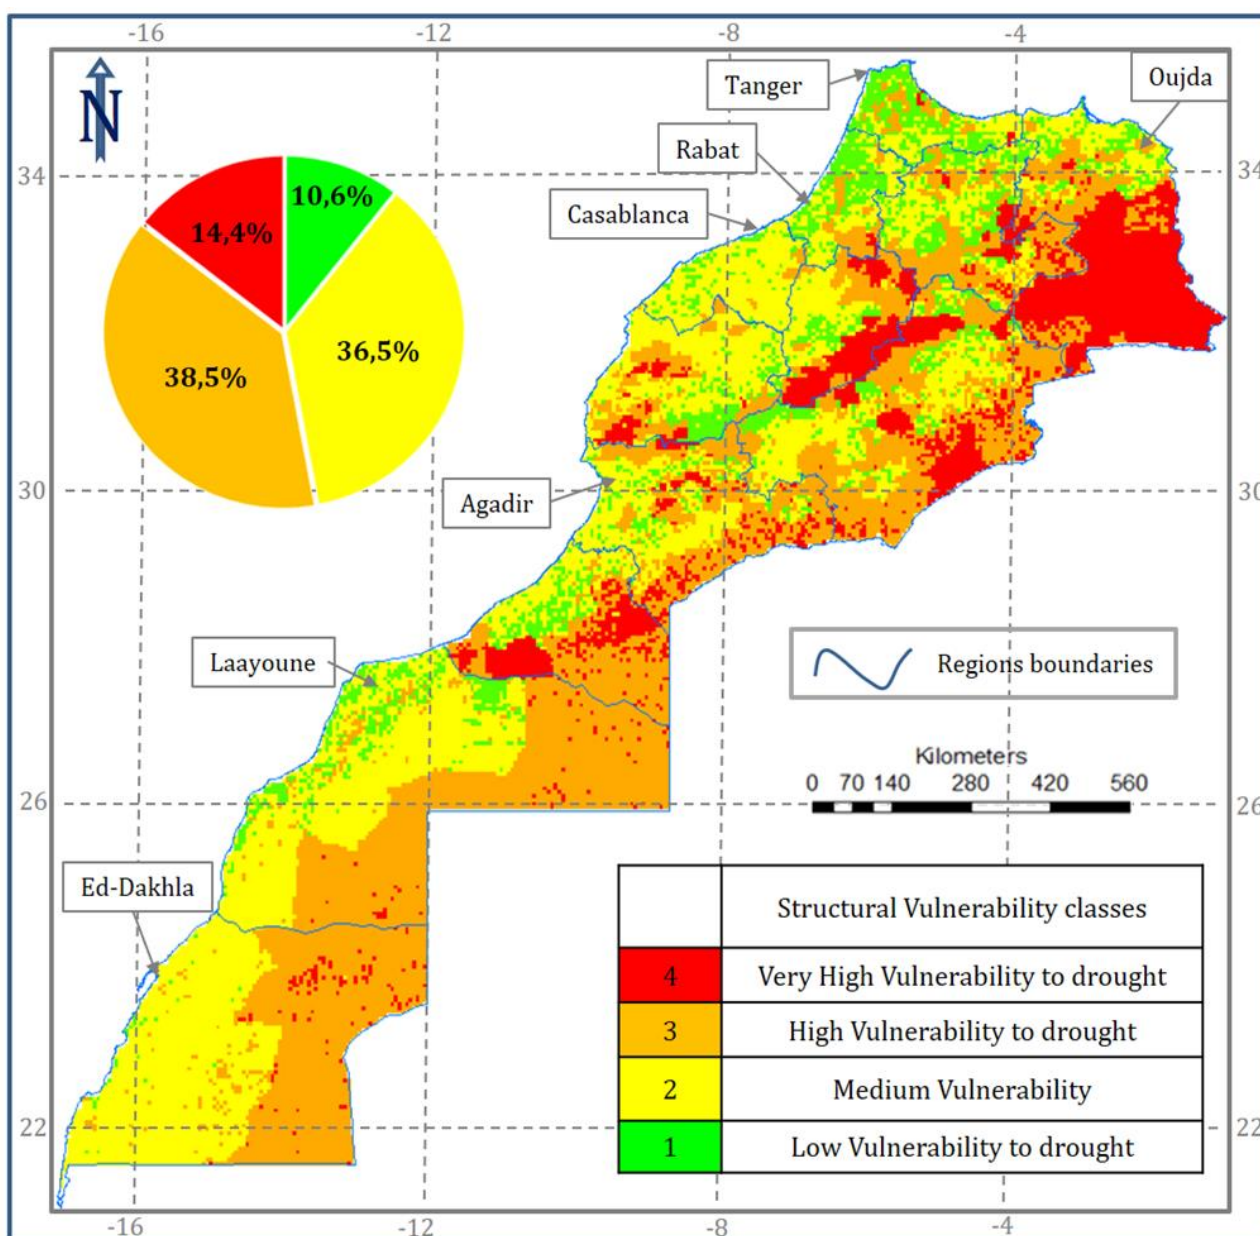 -16
-12
-8
-4
Tanger
Oujda
N
Rabat
34
34
Casablanca
10,6%
14,4%
36,5%
38,5%
30
30
Agadir
Laayoune
Regions boundaries
Kilometers
0 70 140 280 420 560
26
26
Ed-Dakhla
Structural Vulnerability classes
4 Very High Vulnerability to drought
3 High Vulnerability to drought
2 Medium Vulnerability
1 Low Vulnerability to drought
22
22
-16
-12
-8
-4